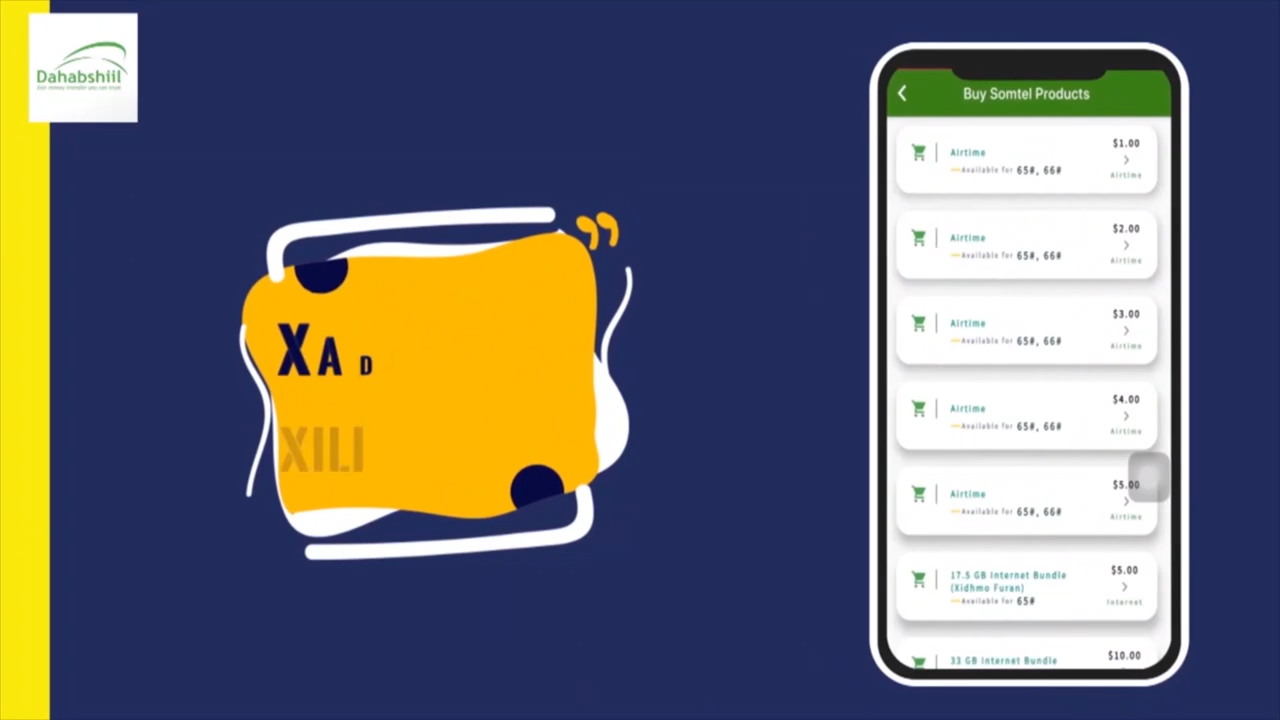 Dahabshiil
XA D
XILI
Buy Somtel Products
Airtime
$1.00
Available for 65#, 66#
Airtime
Airtime
$2.00
Available for 65#, 66#
Airtime
Airtime
$3.00
Available for 65#, 66#
Airtime
Airtime
$4.00
Available for 65#, 66#
Airtime
Airtime
$5.00
Available for 65#, 66#
Airtime
17.5 GB Internet Bundle
(Xidhmo Furan)
$5.00
Available for 65#
Internet
33 GB Internet Bundle
$10.00